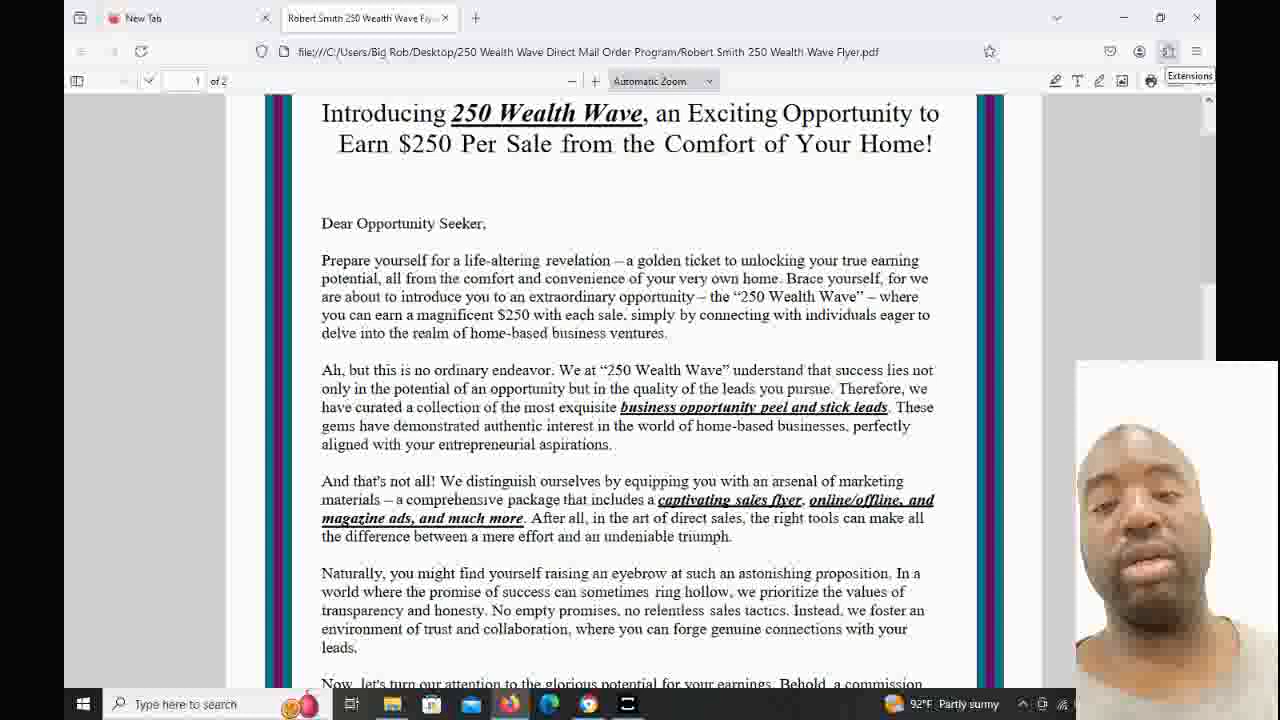 New Tab
Robert Smith 250 Wealth Wave Flye
file:///C:/Users/Big Rob/Desktop/250 Wealth Wave Direct Mail Order Program/Robert Smith 250 Wealth Wave Flyer.pdf
Extensions
1 of 2
Automatic Zoom
Introducing 250 Wealth Wave, an Exciting Opportunity to
Earn $250 Per Sale from the Comfort of Your Home!
Dear Opportunity Seeker,
Prepare yourself for a life-altering revelation – a golden ticket to unlocking your true earning
potential, all from the comfort and convenience of your very own home. Brace yourself, for we
are about to introduce you to an extraordinary opportunity – the “250 Wealth Wave” – where
you can earn a magnificent $250 with each sale, simply by connecting with individuals eager to
delve into the realm of home-based business ventures.
Ah, but this is no ordinary endeavor. We at “250 Wealth Wave” understand that success lies not
only in the potential of an opportunity but in the quality of the leads you pursue. Therefore, we
have curated a collection of the most exquisite business opportunity peel and stick leads. These
gems have demonstrated authentic interest in the world of home-based businesses, perfectly
aligned with your entrepreneurial aspirations.
And that's not all! We distinguish ourselves by equipping you with an arsenal of marketing
materials – a comprehensive package that includes a captivating sales flyer, online/offline, and
magazine ads, and much more. After all, in the art of direct sales, the right tools can make all
the difference between a mere effort and an undeniable triumph.
Naturally, you might find yourself raising an eyebrow at such an astonishing proposition. In a
world where the promise of success can sometimes ring hollow, we prioritize the values of
transparency and honesty. No empty promises, no relentless sales tactics. Instead, we foster an
environment of trust and collaboration, where you can forge genuine connections with your
leads.
Now, let's turn our attention to the glorious potential for your earnings. Behold, a commission
Type here to search
92°F Partly sunny